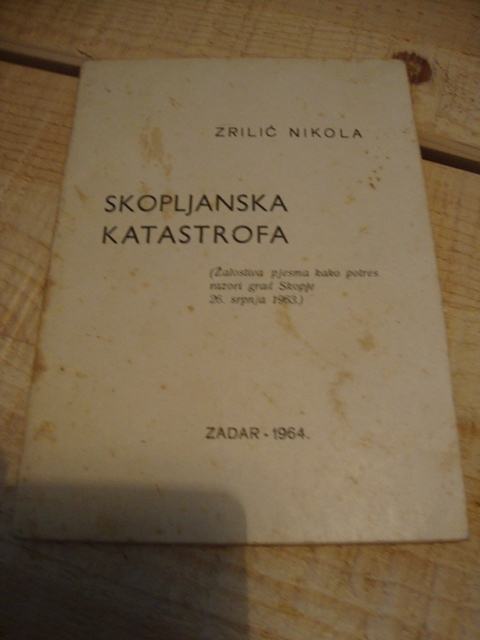 ZRILIĆ NIKOLA
SKOPLJANSKA
KATASTROFA
(Žalostiva pjesma kako potres
razori grad Skopje
26. srpnja 1963.)
ZADAR - 1964.